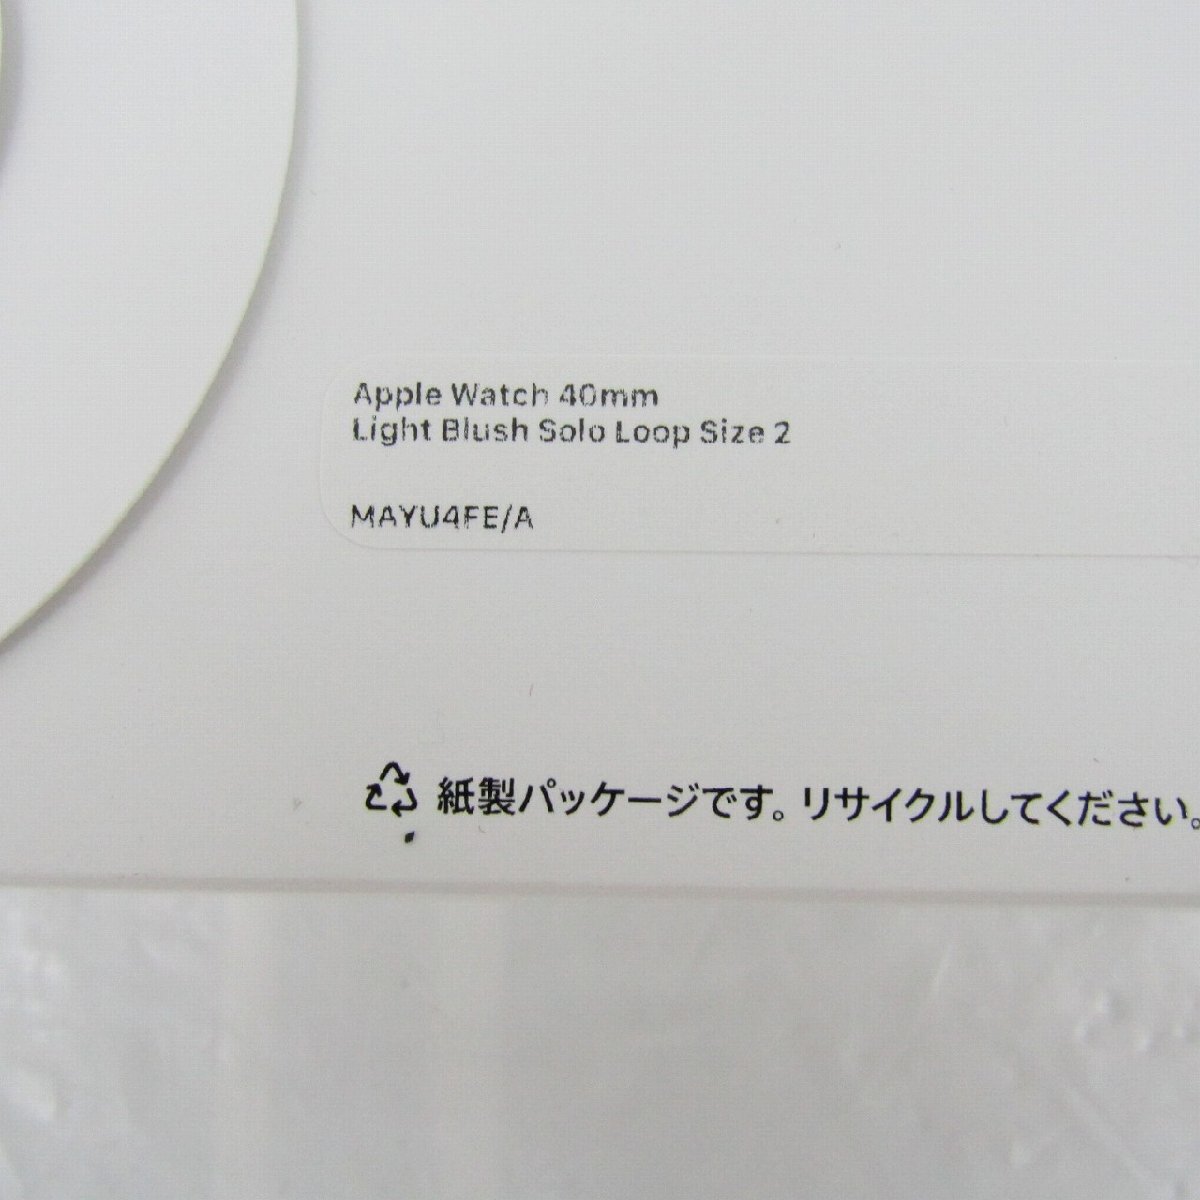 Apple Watch 40mm
Light Blush Solo Loop Size 2
MAYU4FE/A
紙製パッケージです。リサイクルしてください。